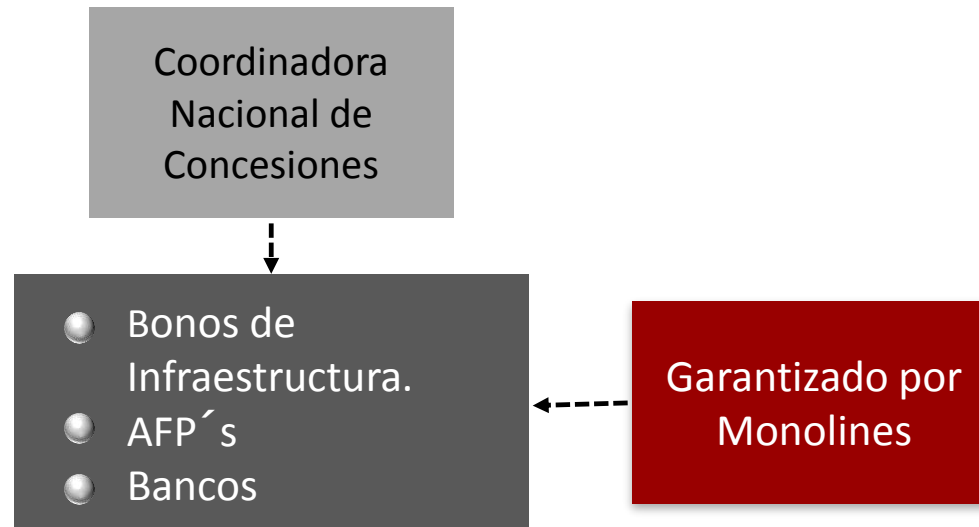 Coordinadora
Nacional de
Concesiones
Bonos de
Infraestructura.
AFP´s
Bancos
Garantizado por
Monolines